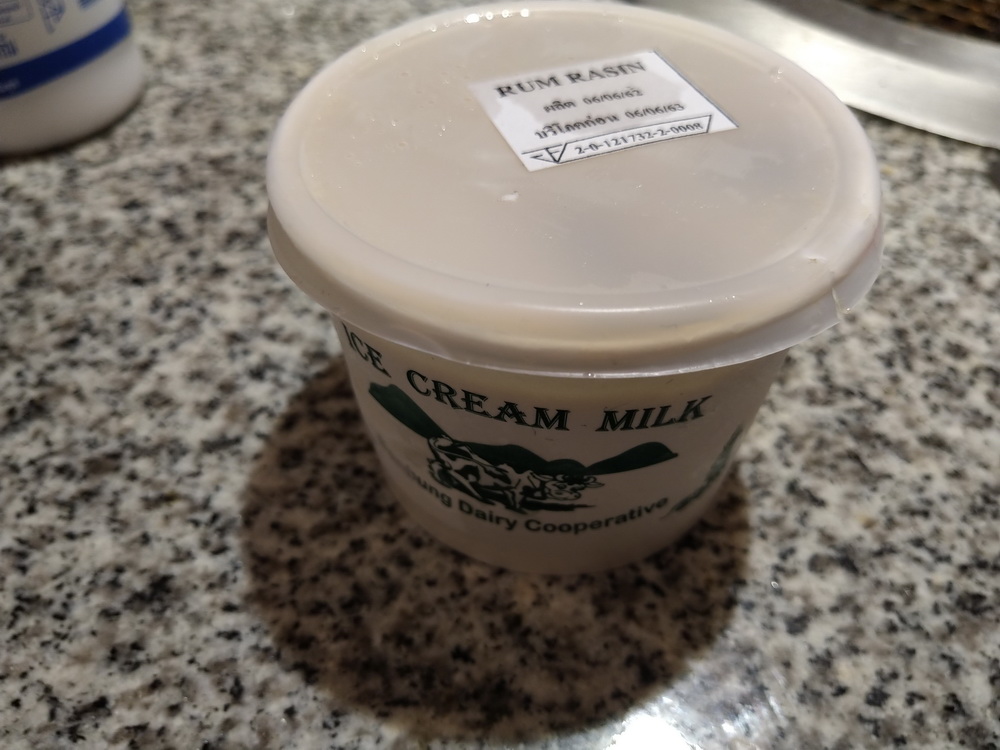 RUM RASIN
ผลิต 06/06/62
บริโภคก่อน 06/06/63
2-0-121732-2-0008
ICE CREAM MILK
Dairy Cooperative